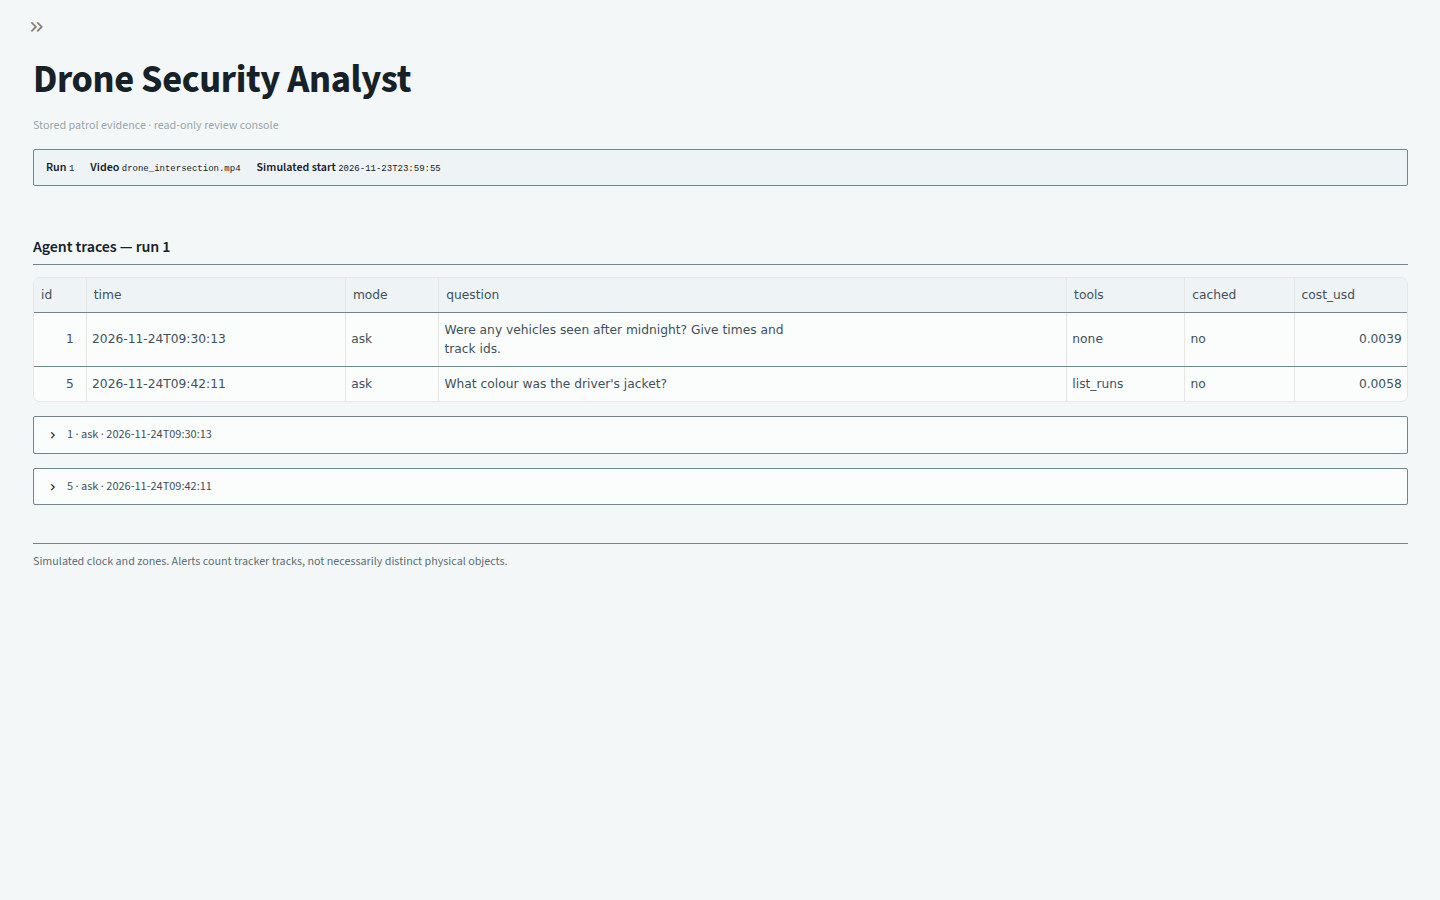 Drone Security Analyst
Stored patrol evidence · read-only review console
Run 1 Video drone_intersection.mp4 Simulated start 2026-11-23T23:59:55
Agent traces — run 1
id time mode question tools cached cost_usd
1 2026-11-24T09:30:13 ask Were any vehicles seen after midnight? Give times and none no 0.0039
track ids.
5 2026-11-24T09:42:11 ask What colour was the driver's jacket? list_runs no 0.0058
1 · ask · 2026-11-24T09:30:13
5 · ask · 2026-11-24T09:42:11
Simulated clock and zones. Alerts count tracker tracks, not necessarily distinct physical objects.